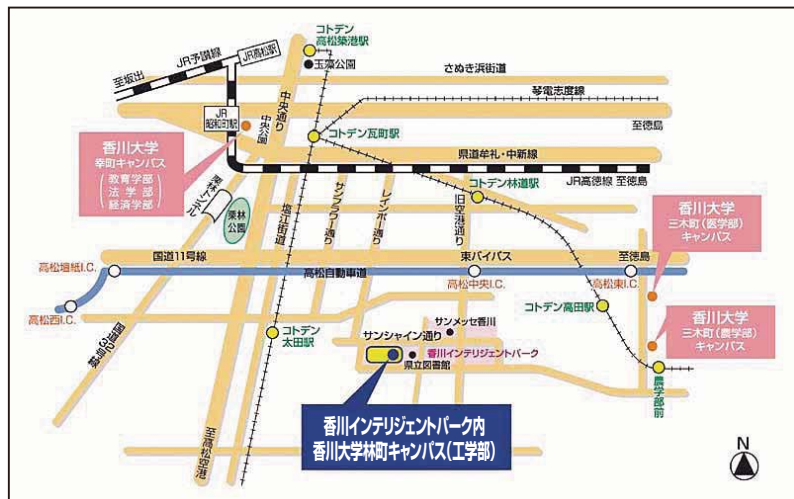 コトデン
高松築港駅
玉藻公園
JR高松駅
JR予讃線
至坂出
さぬき浜街道
琴電志度線
至徳島
中央通り
JR
昭和町駅
中央公園
コトデン瓦町駅
香川大学
幸町キャンパス
教育学部
法学部
経済学部
県道牟礼・中新線
JR高徳線 至徳島
コトデン林道駅
栗林トンネル
栗林
公園
塩江街道
サンフラワー通り
レインボー通り
旧空港通り
香川大学
三木町(医学部)
キャンパス
国道11号線
東バイパス
至徳島
高松檀紙I.C.
高松自動車道
高松中央I.C.
高松東I.C.
高松西I.C.
国道32号線
コトデン
太田駅
サンメッセ香川
サンシャイン通り
コトデン高田駅
香川大学
三木町(農学部)
キャンパス
香川インテリジェントパーク
県立図書館
農学部前
香川インテリジェントパーク内
香川大学林町キャンパス(工学部)
至高松空港
N